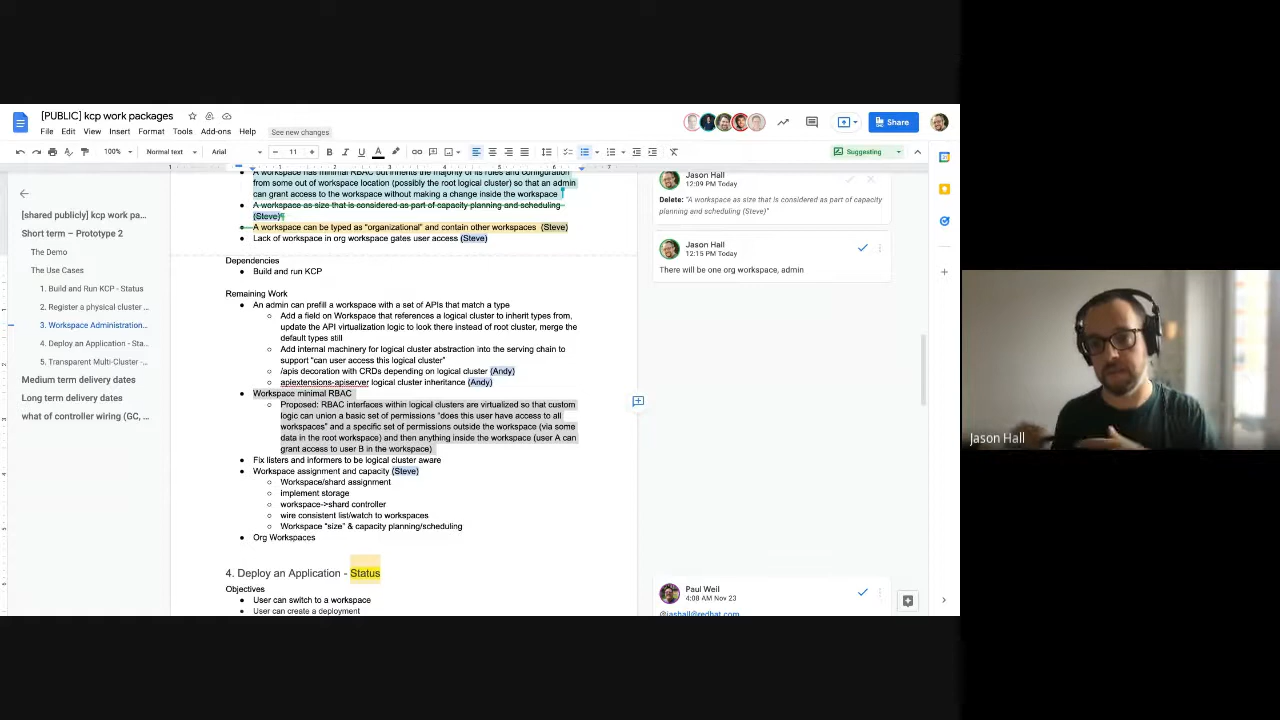 [PUBLIC] kcp work packages
File Edit View Insert Format Tools Add-ons Help See new changes
Share
100% Normal text Arial 11 Suggesting
[shared publicly] kcp work pa...
Short term – Prototype 2
The Demo
The Use Cases
1. Build and Run KCP - Status
2. Register a physical cluster ...
3. Workspace Administration...
4. Deploy an Application - Sta...
5. Transparent Multi-Cluster -...
Medium term delivery dates
Long term delivery dates
what of controller wiring (GC, ...
A workspace has minimal RBAC but inherits the majority of its rules and configuration
from some out of workspace location (possibly the root logical cluster) so that an admin
can grant access to the workspace without making a change inside the workspace
A workspace as size that is considered as part of capacity planning and scheduling
(Steve)
A workspace can be typed as “organizational” and contain other workspaces (Steve)
Lack of workspace in org workspace gates user access (Steve)
Dependencies
Build and run KCP
Remaining Work
An admin can prefill a workspace with a set of APIs that match a type
Add a field on Workspace that references a logical cluster to inherit types from,
update the API virtualization logic to look there instead of root cluster, merge the
default types still
Add internal machinery for logical cluster abstraction into the serving chain to
support “can user access this logical cluster”
/apis decoration with CRDs depending on logical cluster (Andy)
apiextensions-apiserver logical cluster inheritance (Andy)
Workspace minimal RBAC
Proposed: RBAC interfaces within logical clusters are virtualized so that custom
logic can union a basic set of permissions “does this user have access to all
workspaces” and a specific set of permissions outside the workspace (via some
data in the root workspace) and then anything inside the workspace (user A can
grant access to user B in the workspace)
Fix listers and informers to be logical cluster aware
Workspace assignment and capacity (Steve)
Workspace/shard assignment
implement storage
workspace->shard controller
wire consistent list/watch to workspaces
Workspace “size” & capacity planning/scheduling
Org Workspaces
4. Deploy an Application - Status
Objectives
User can switch to a workspace
User can create a deployment
Jason Hall
12:09 PM Today
Delete: “A workspace as size that is considered as part of capacity
planning and scheduling (Steve)”
Jason Hall
12:15 PM Today
There will be one org workspace, admin
Paul Weil
4:08 AM Nov 23
@jashall@redhat.com
Jason Hall